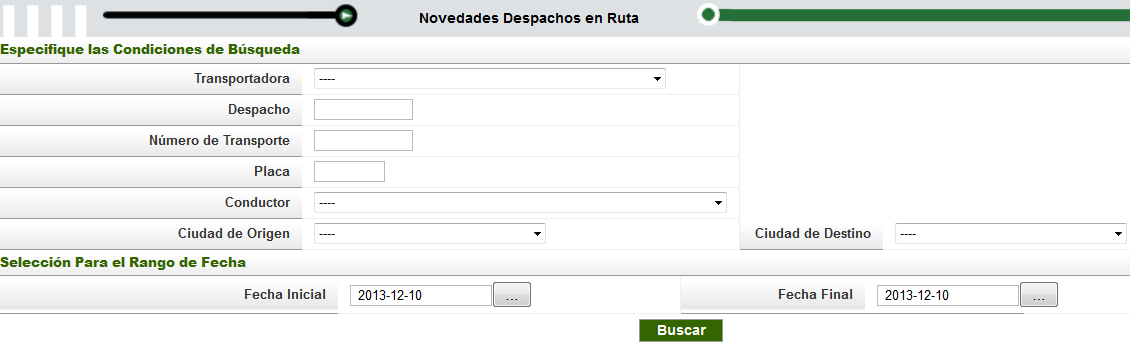 Novedades Despachos en Ruta
Especifique las Condiciones de Búsqueda
Transportadora ----
Despacho
Número de Transporte
Placa
Conductor ----
Ciudad de Origen ---- Ciudad de Destino ----
Selección Para el Rango de Fecha
Fecha Inicial 2013-12-10 ... Fecha Final 2013-12-10 ...
Buscar